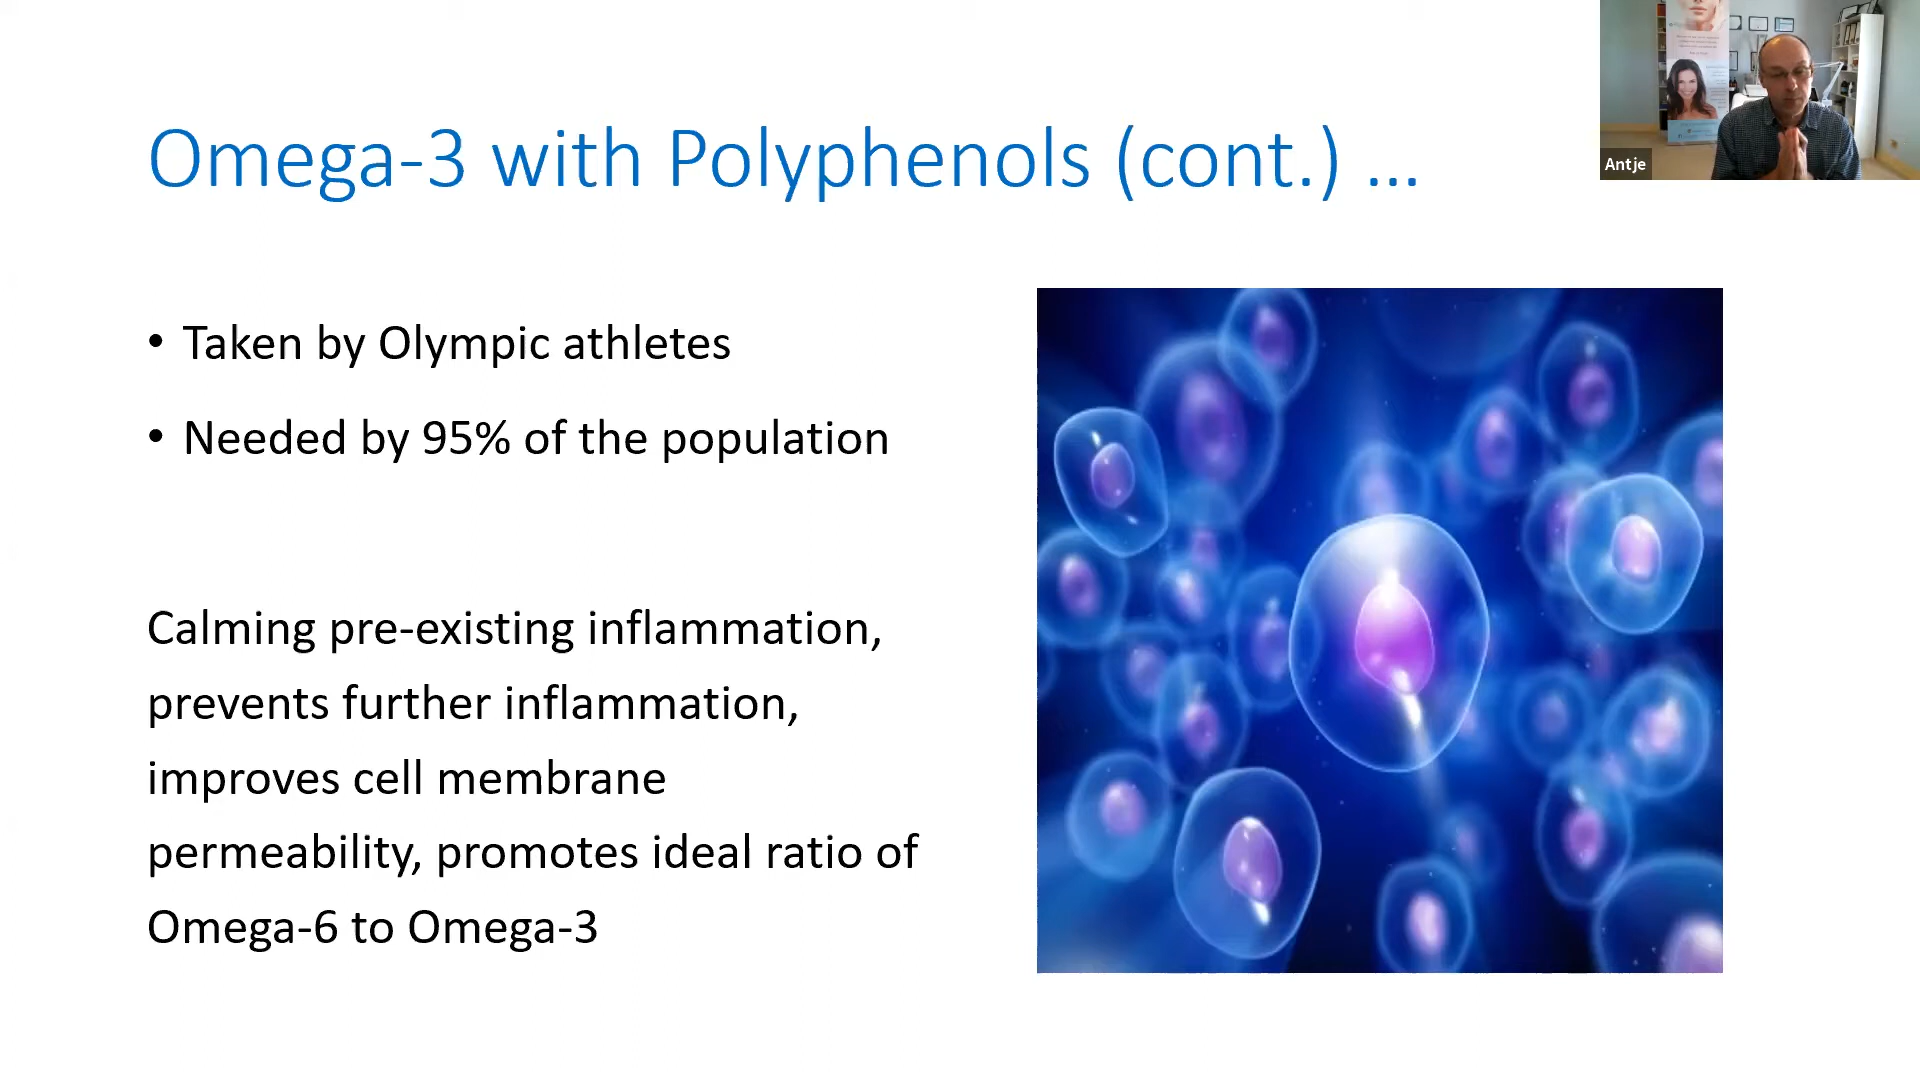 Omega-3 with Polyphenols (cont.) ...
Antje
• Taken by Olympic athletes
• Needed by 95% of the population
Calming pre-existing inflammation,
prevents further inflammation,
improves cell membrane
permeability, promotes ideal ratio of
Omega-6 to Omega-3